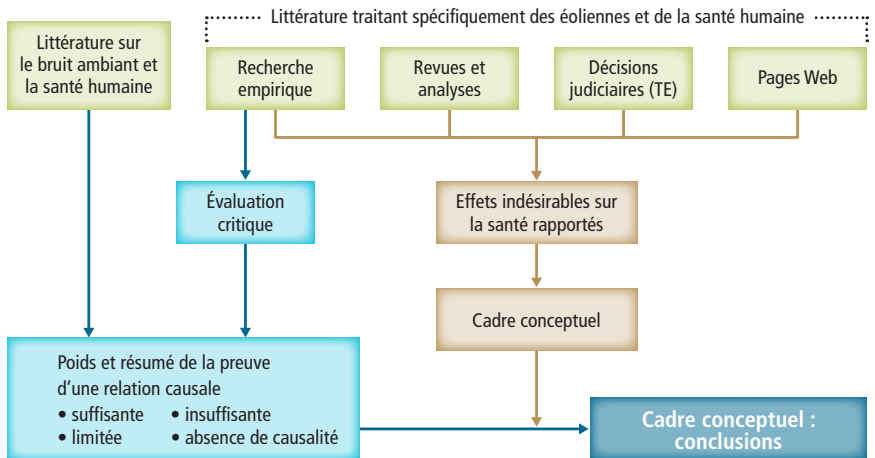 Littérature traitant spécifiquement des éoliennes et de la santé humaine
Littérature sur
le bruit ambiant et
la santé humaine
Recherche
empirique
Revues et
analyses
Décisions
judiciaires (TE)
Pages Web
Évaluation
critique
Effets indésirables sur
la santé rapportés
Cadre conceptuel
Poids et résumé de la preuve
d'une relation causale
• suffisante • insuffisante
• limitée • absence de causalité
Cadre conceptuel :
conclusions